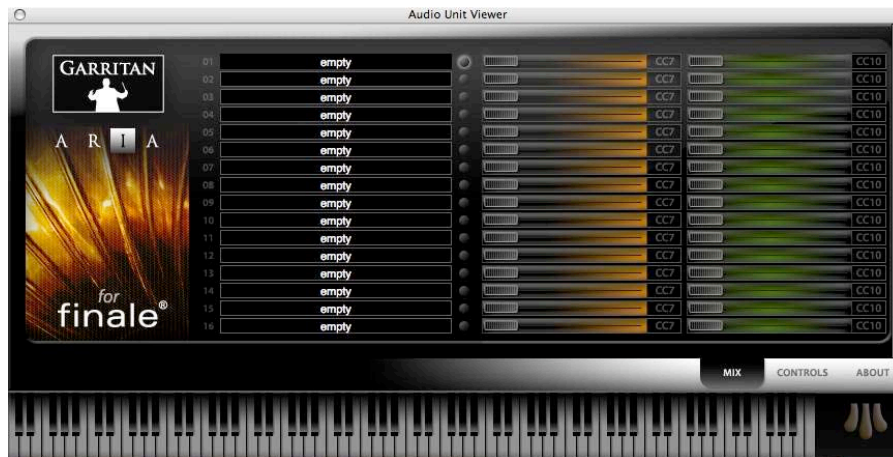 Audio Unit Viewer
GARRITAN
A R I A
for
finale®
01 empty CC7 CC10
02 empty CC7 CC10
03 empty CC7 CC10
04 empty CC7 CC10
05 empty CC7 CC10
06 empty CC7 CC10
07 empty CC7 CC10
08 empty CC7 CC10
09 empty CC7 CC10
10 empty CC7 CC10
11 empty CC7 CC10
12 empty CC7 CC10
13 empty CC7 CC10
14 empty CC7 CC10
15 empty CC7 CC10
16 empty CC7 CC10
MIX CONTROLS ABOUT